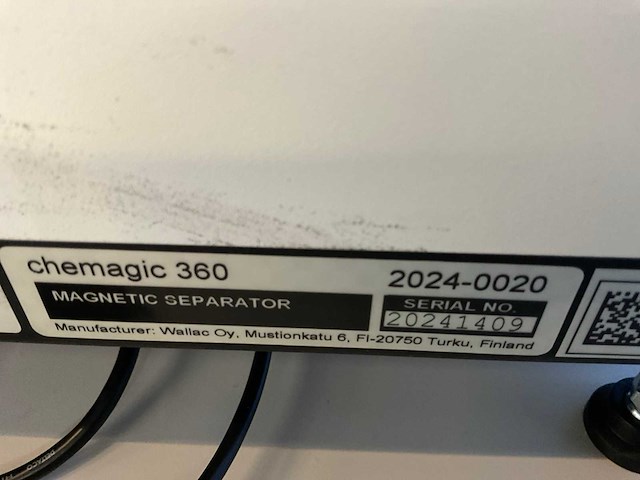 chemagic 360
2024-0020
MAGNETIC SEPARATOR
SERIAL NO.
20241409
Manufacturer: Wallac Oy, Mustionkatu 6, FI-20750 Turku, Finland